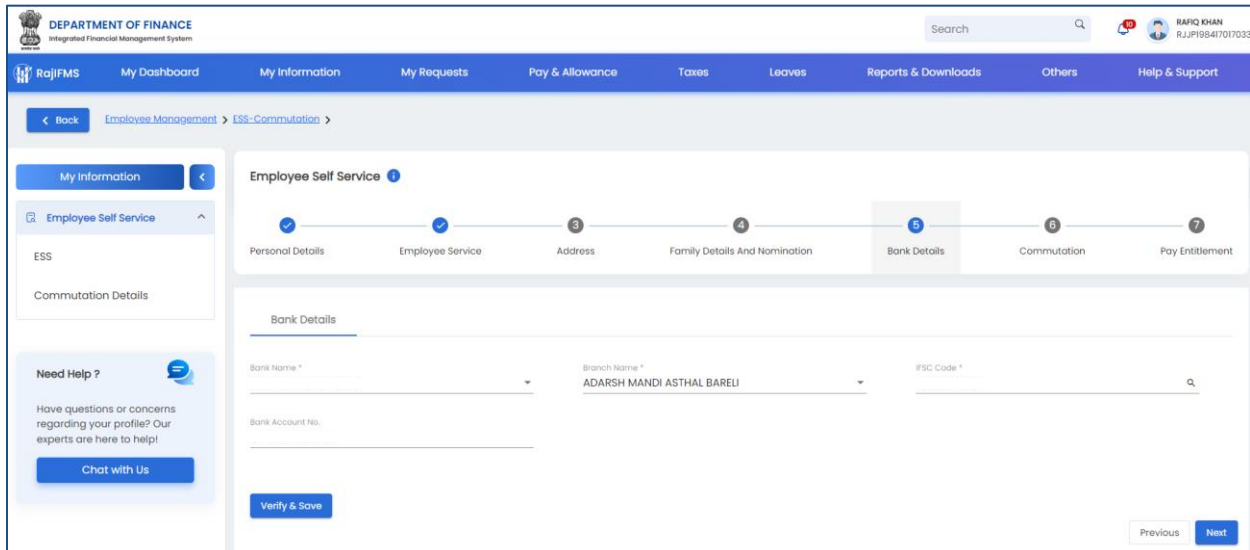 DEPARTMENT OF FINANCE
Integrated Financial Management System
Search
10
RAFIQ KHAN
RJJP198417017033
RajIFMS My Dashboard My Information My Requests Pay & Allowance Taxes Leaves Reports & Downloads Others Help & Support
Back Employee Management > ESS-Commutation >
My Information
Employee Self Service
ESS
Commutation Details
Need Help ?
Have questions or concerns
regarding your profile? Our
experts are here to help!
Chat with Us
Employee Self Service
3 4 5 6 7
Personal Details Employee Service Address Family Details And Nomination Bank Details Commutation Pay Entitlement
Bank Details
Bank Name * Branch Name * IFSC Code *
ADARSH MANDI ASTHAL BARELI
Bank Account No.
Verify & Save
Previous Next